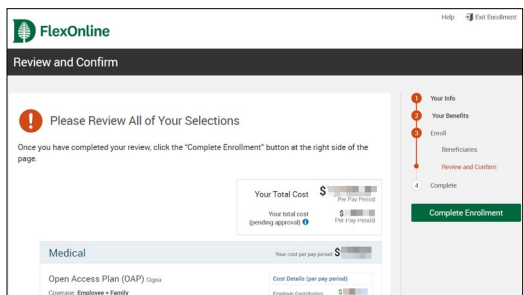 Help Exit Enrollment
FlexOnline
Review and Confirm
! Please Review All of Your Selections
Once you have completed your review, click the "Complete Enrollment" button at the right side of the
page.
Your Total Cost $
Per Pay Period
Your total cost $
(pending approval) Per Pay Period
Medical
Your cost per pay period $
Open Access Plan (OAP) Cigna
Coverage: Employee + Family
Cost Details (per pay period)
Employer Contribution $
1 Your Info
2 Your Benefits
3 Enroll
Beneficiaries
Review and Confirm
4 Complete
Complete Enrollment